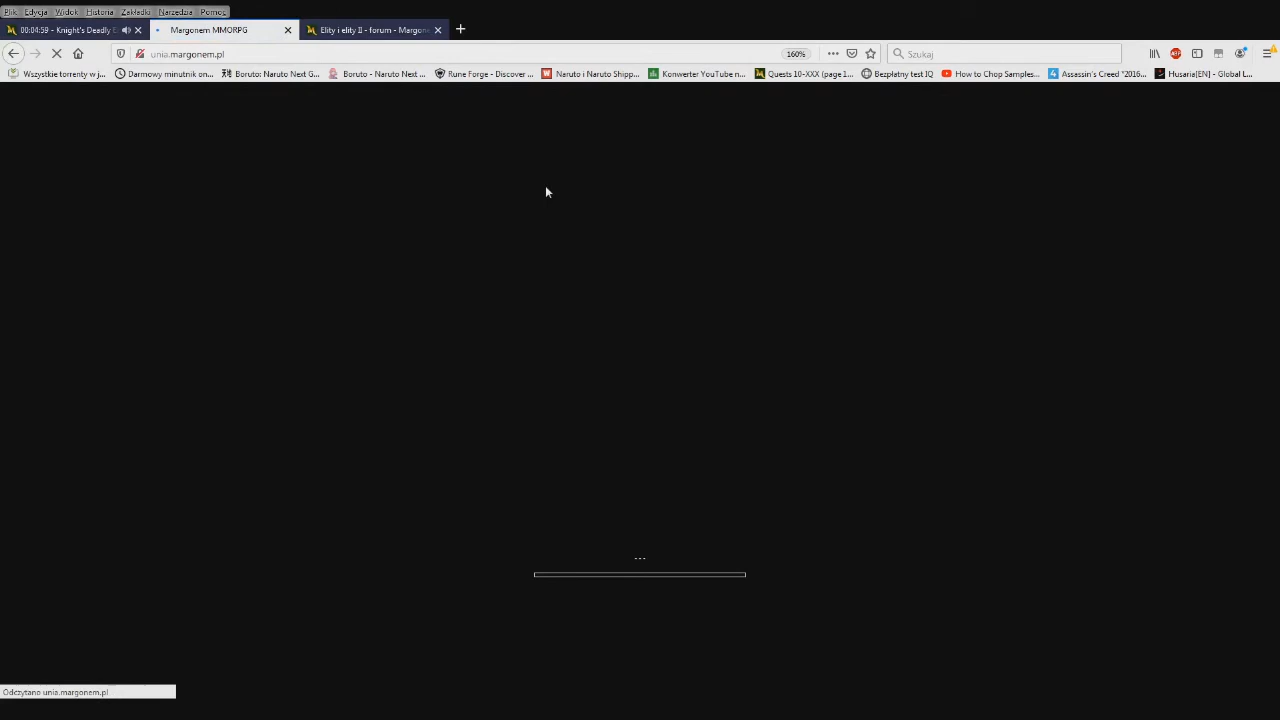 Plik Edycja Widok Historia Zakładki Narzędzia Pomoc
00:04:59 - Knight's Deadly E
Margonem MMORPG
Elity i elity II - forum - Margone
unia.margonem.pl
160%
Szukaj
Wszystkie torrenty w j...
Darmowy minutnik on...
Boruto: Naruto Next G...
Boruto - Naruto Next ...
Rune Forge - Discover ...
Naruto i Naruto Shipp...
Konwerter YouTube n...
Quests 10-XXX (page 1...
Bezpłatny test IQ
How to Chop Samples...
Assassin's Creed *2016...
Husaria[EN] - Global L...
---
Odczytano unia.margonem.pl